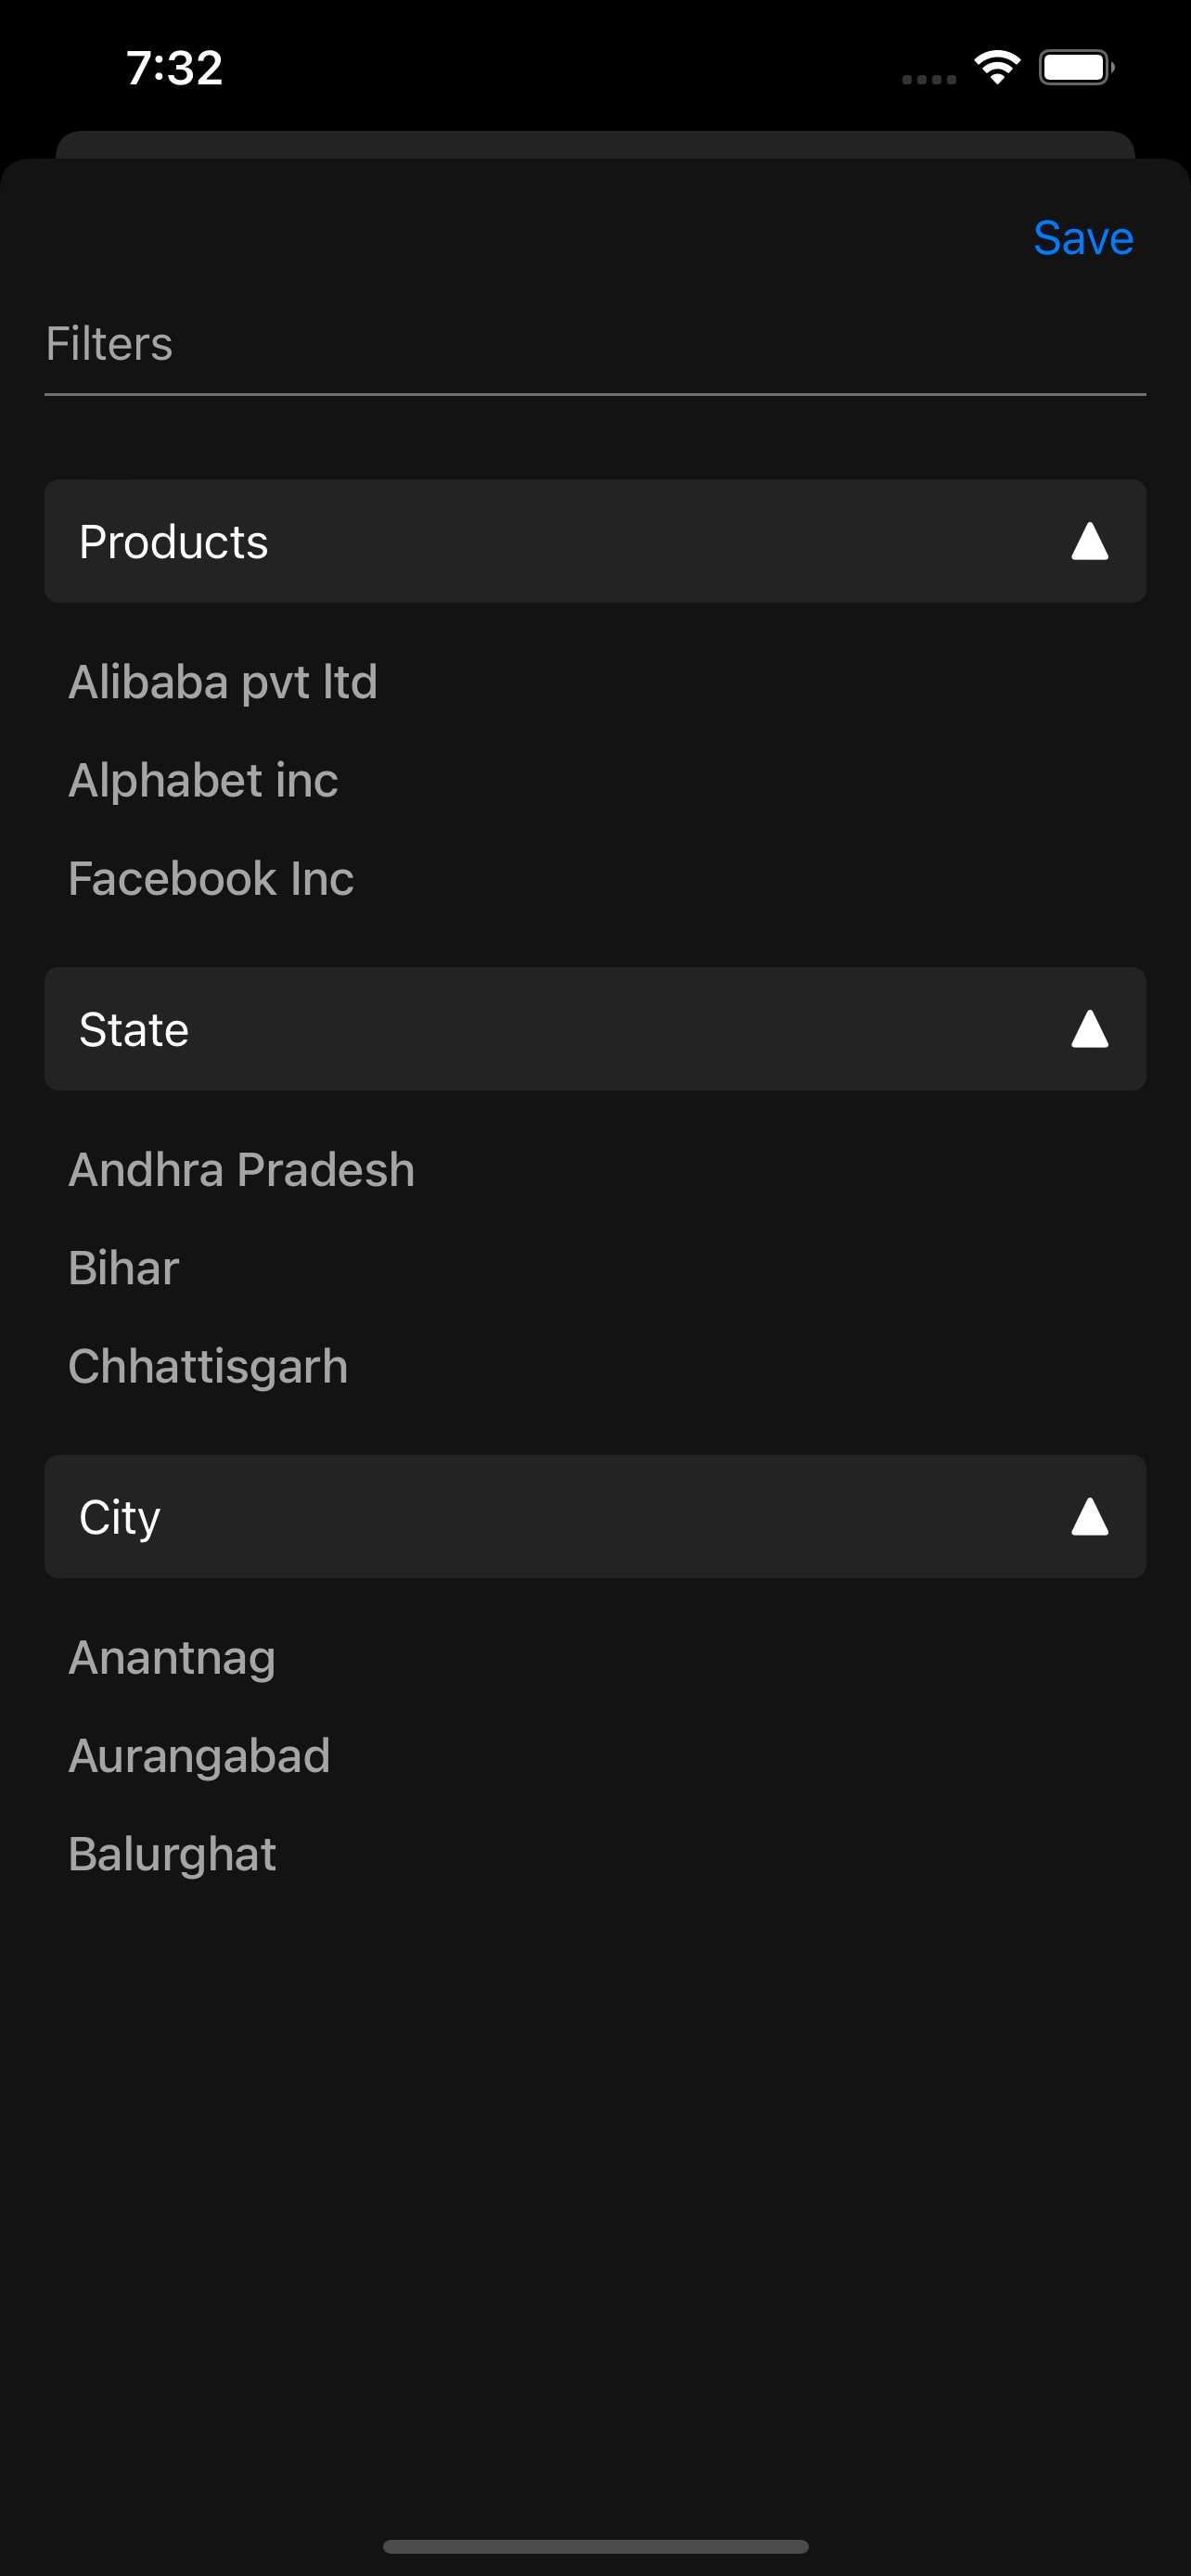 7:32
Save
Filters
Products
Alibaba pvt ltd
Alphabet inc
Facebook Inc
State
Andhra Pradesh
Bihar
Chhattisgarh
City
Anantnag
Aurangabad
Balurghat